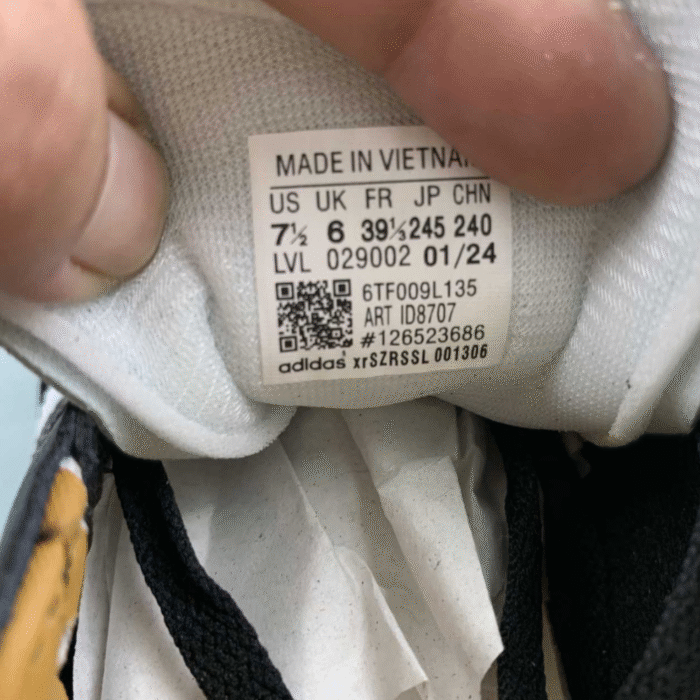 MADE IN VIETNA
US UK FR JP CHN
7½ 6 39⅓ 245 240
LVL 029002 01/24
6TF009L135
ART ID8707
#126523686
adidas xrSZRSSL 001306